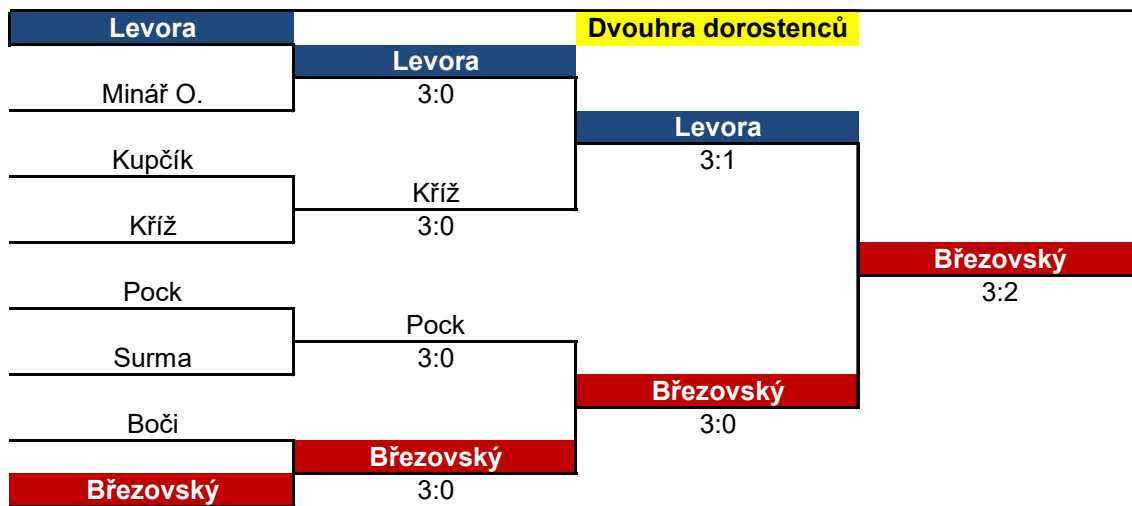 Levora
Dvouhra dorostenců
Levora
Minář O.
3:0
Levora
Kupčík
3:1
Kříž
Kříž
3:0
Březovský
Pock
3:2
Pock
Surma
3:0
Březovský
Boči
3:0
Březovský
Březovský
3:0